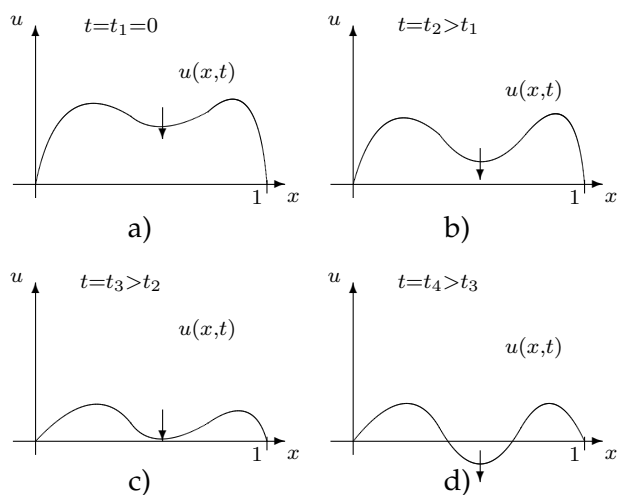 u
t=t₁=0
u(x,t)
1
x
a)
u
t=t₂>t₁
u(x,t)
1
x
b)
u
t=t₃>t₂
u(x,t)
1
x
c)
u
t=t₄>t₃
u(x,t)
1
x
d)